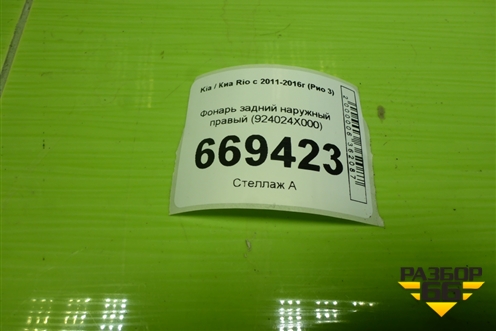 Kia / Киа Rio с 2011-2016г (Рио 3)
Фонарь задний наружный
правый (924024X000)
669423
Стеллаж А
РАЗБОР
66